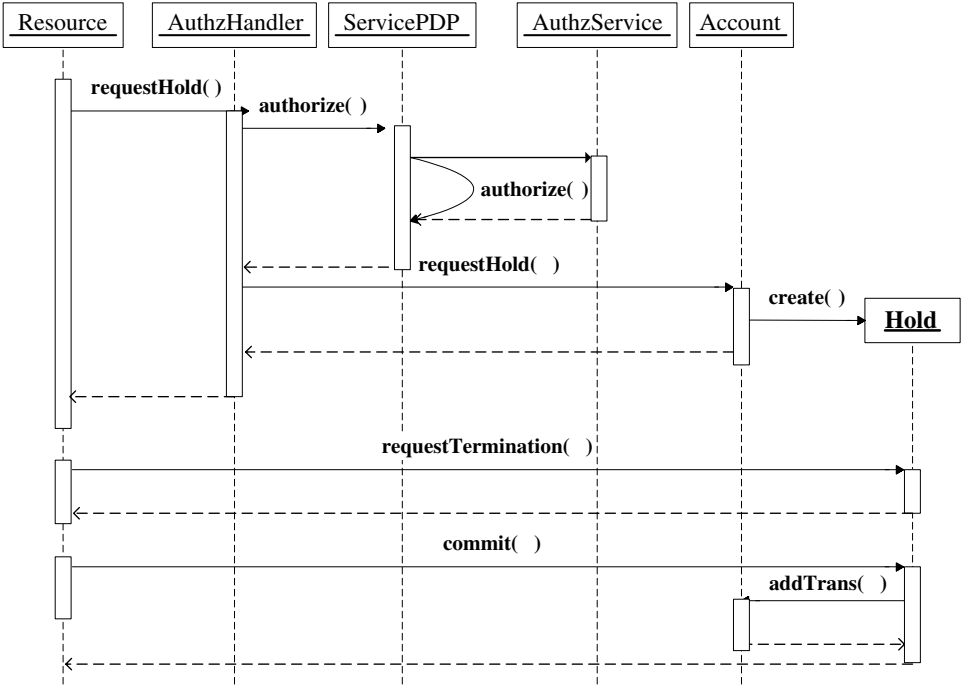 Resource AuthzHandler ServicePDP AuthzService Account
requestHold( )
authorize( )
authorize( )
requestHold( )
create( )
Hold
requestTermination( )
commit( )
addTrans( )